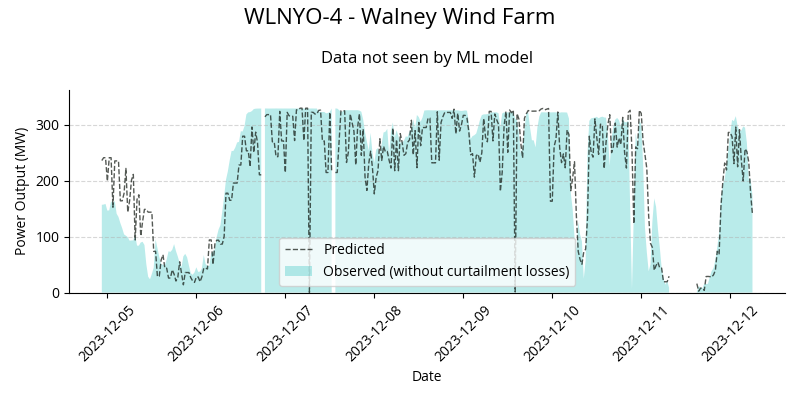 WLNYO-4 - Walney Wind Farm
Data not seen by ML model
Power Output (MW)
300
200
100
0
Predicted
Observed (without curtailment losses)
2023-12-05
2023-12-06
2023-12-07
2023-12-08
2023-12-09
2023-12-10
2023-12-11
2023-12-12
Date